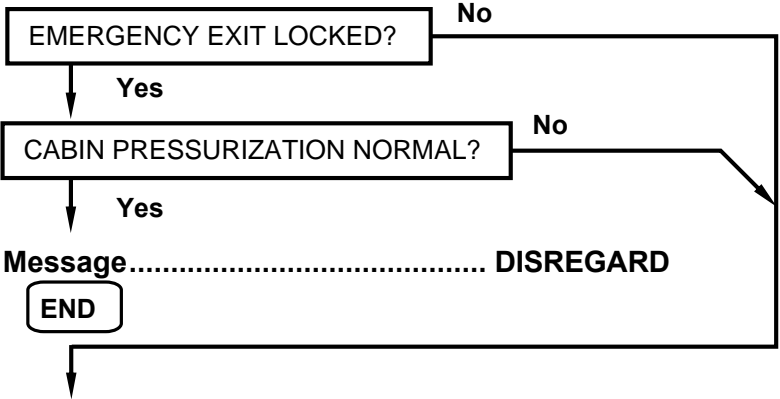 No
EMERGENCY EXIT LOCKED?
Yes
No
CABIN PRESSURIZATION NORMAL?
Yes
Message........................................... DISREGARD
END